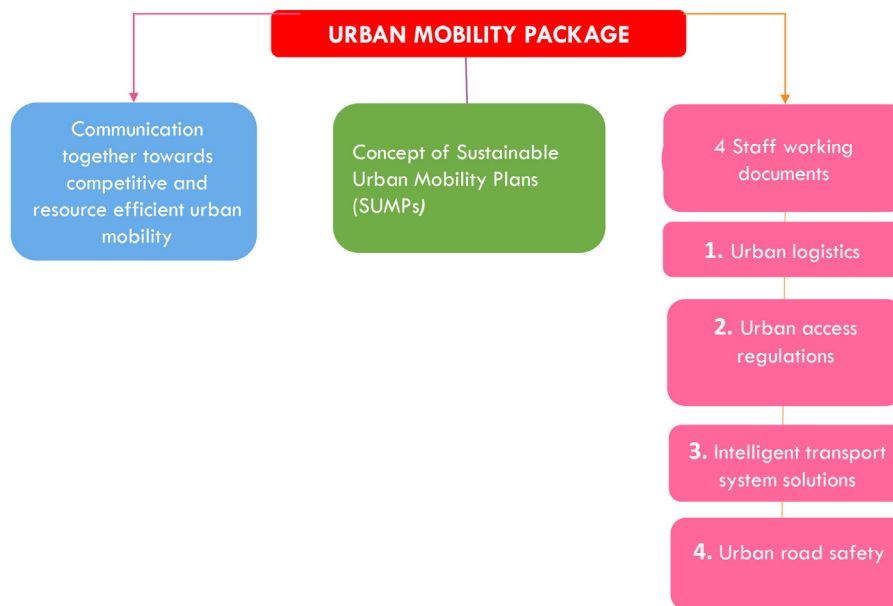 URBAN MOBILITY PACKAGE
Communication
together towards
competitive and
resource efficient urban
mobility
Concept of Sustainable
Urban Mobility Plans
(SUMPs)
4 Staff working
documents
1. Urban logistics
2. Urban access
regulations
3. Intelligent transport
system solutions
4. Urban road safety